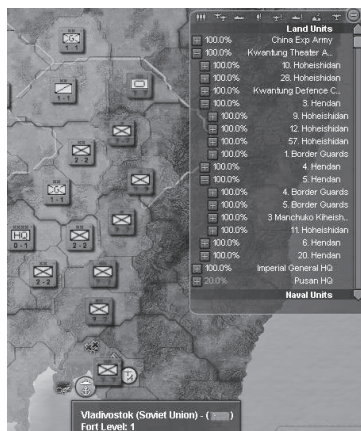 Land Units
100.0% China Exp Army
100.0% Kwantung Theater A...
100.0% 10. Hoheishidan
100.0% 28. Hoheishidan
100.0% Kwantung Defence C...
100.0% 3. Hendan
100.0% 9. Hoheishidan
100.0% 12. Hoheishidan
100.0% 57. Hoheishidan
100.0% 1. Border Guards
100.0% 4. Hendan
100.0% 5. Hendan
100.0% 4. Border Guards
100.0% 5. Border Guards
100.0% 3 Manchuko Kiheish...
100.0% 11. Hoheishidan
100.0% 6. Hendan
100.0% 20. Hendan
100.0% Imperial General HQ
20.0% Pusan HQ
Naval Units
1 - 1
1 - 1
2 - 2
1 - 1
HQ
0 - 1
2 - 2
2 - 2
Vladivostok (Soviet Union) - ( )
Fort Level: 1